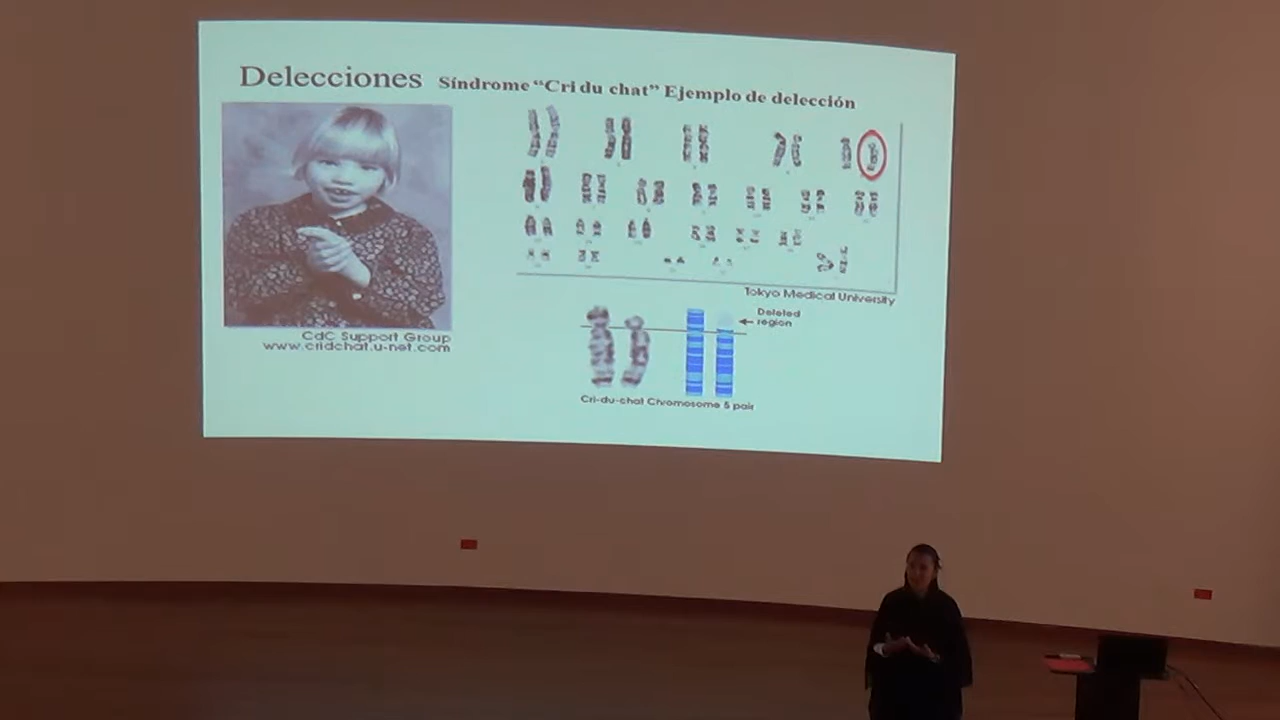 Delecciones Síndrome “Cri du chat” Ejemplo de delección
CdC Support Group
www.cridchat.u-net.com
Tokyo Medical University
Deleted
region
Cri-du-chat Chromosome 5 pair